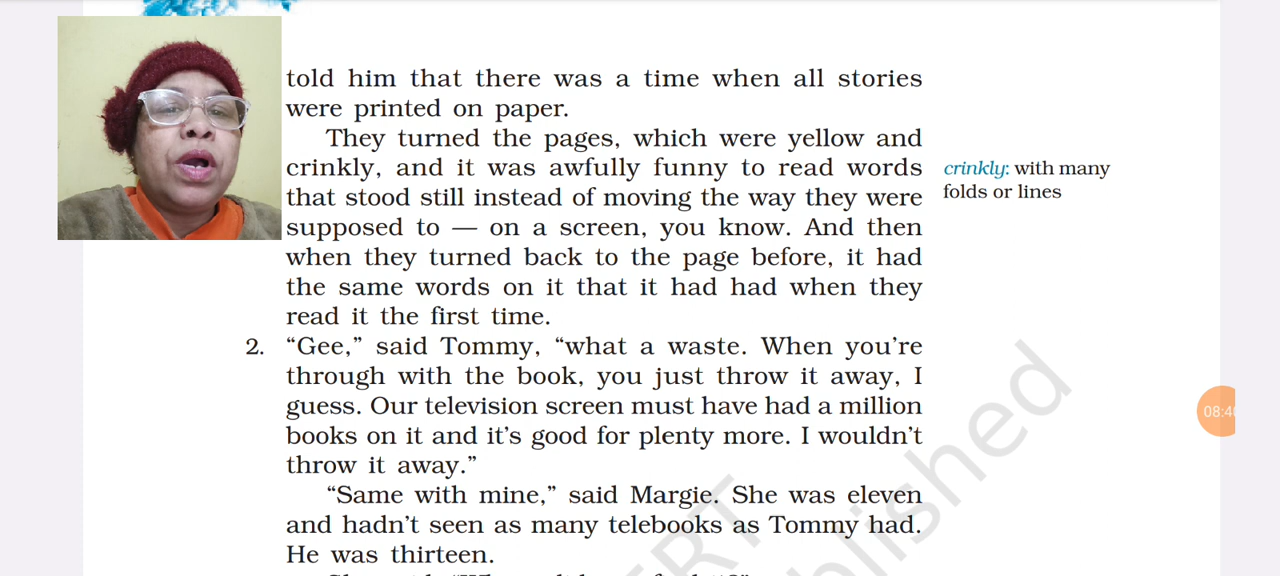 told him that there was a time when all stories
were printed on paper.
They turned the pages, which were yellow and
crinkly, and it was awfully funny to read words
that stood still instead of moving the way they were
supposed to — on a screen, you know. And then
when they turned back to the page before, it had
the same words on it that it had had when they
read it the first time.
crinkly: with many
folds or lines
2. “Gee,” said Tommy, “what a waste. When you’re
through with the book, you just throw it away, I
guess. Our television screen must have had a million
books on it and it’s good for plenty more. I wouldn’t
throw it away.”
“Same with mine,” said Margie. She was eleven
and hadn’t seen as many telebooks as Tommy had.
He was thirteen.